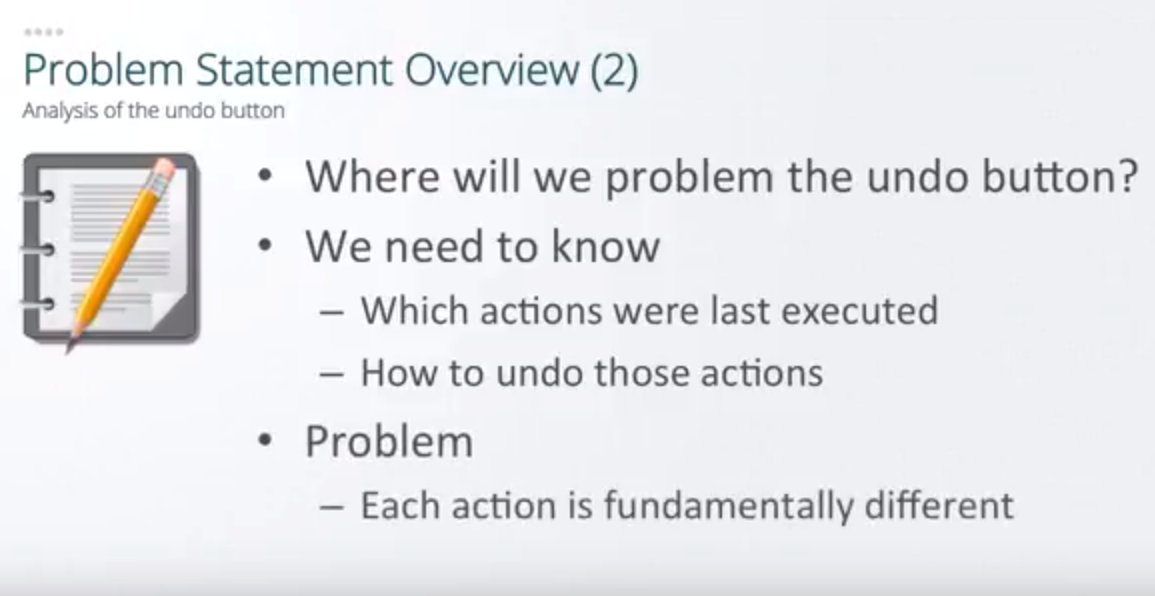 Problem Statement Overview (2)
Analysis of the undo button
• Where will we problem the undo button?
• We need to know
– Which actions were last executed
– How to undo those actions
• Problem
– Each action is fundamentally different